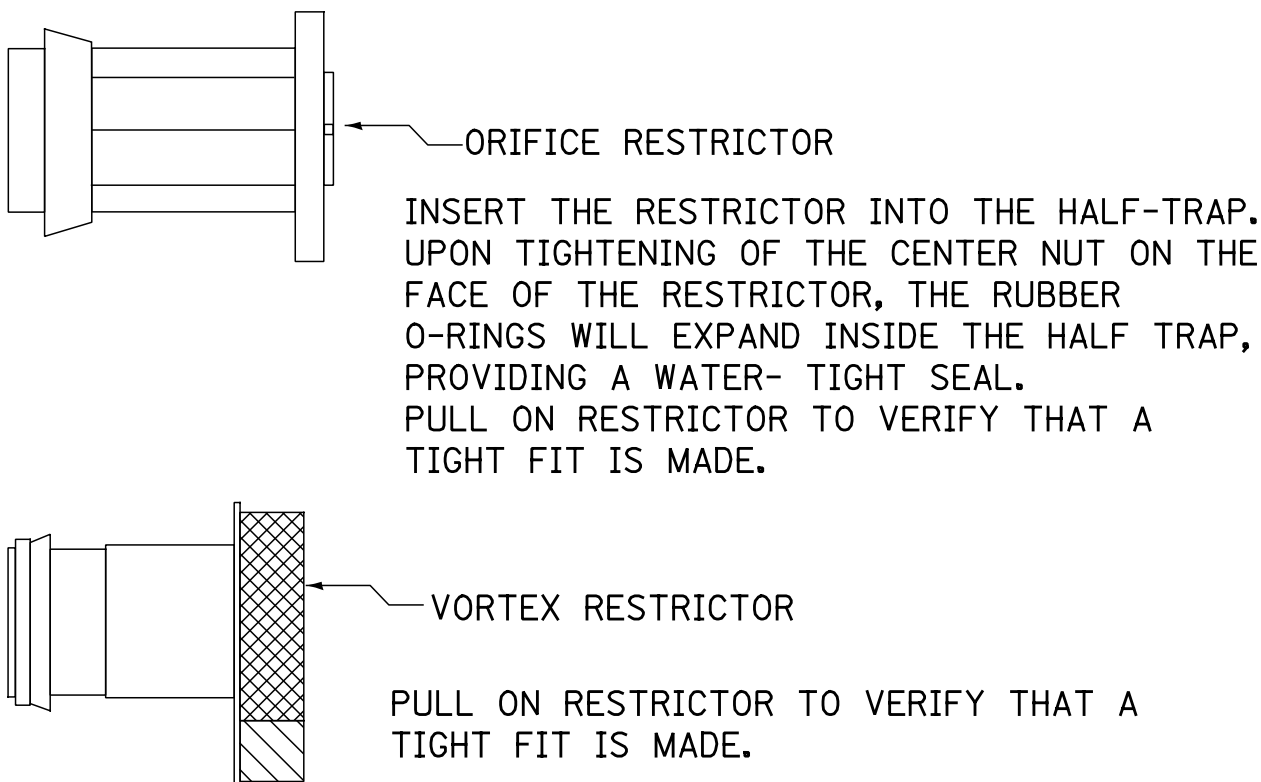 ORIFICE RESTRICTOR
INSERT THE RESTRICTOR INTO THE HALF-TRAP.
UPON TIGHTENING OF THE CENTER NUT ON THE
FACE OF THE RESTRICTOR, THE RUBBER
O-RINGS WILL EXPAND INSIDE THE HALF TRAP,
PROVIDING A WATER- TIGHT SEAL.
PULL ON RESTRICTOR TO VERIFY THAT A
TIGHT FIT IS MADE.
VORTEX RESTRICTOR
PULL ON RESTRICTOR TO VERIFY THAT A
TIGHT FIT IS MADE.